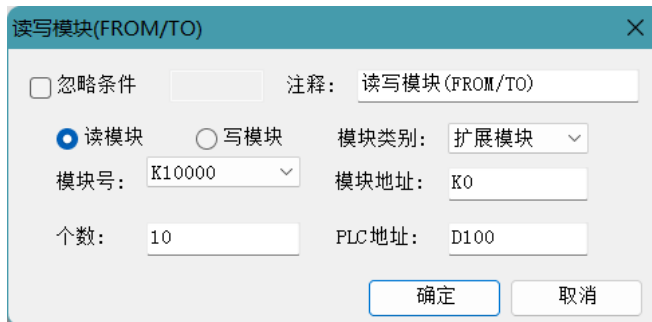 读写模块(FROM/TO)
忽略条件 注释: 读写模块(FROM/TO)
读模块 写模块 模块类别: 扩展模块
模块号: K10000 模块地址: K0
个数: 10 PLC地址: D100
确定 取消